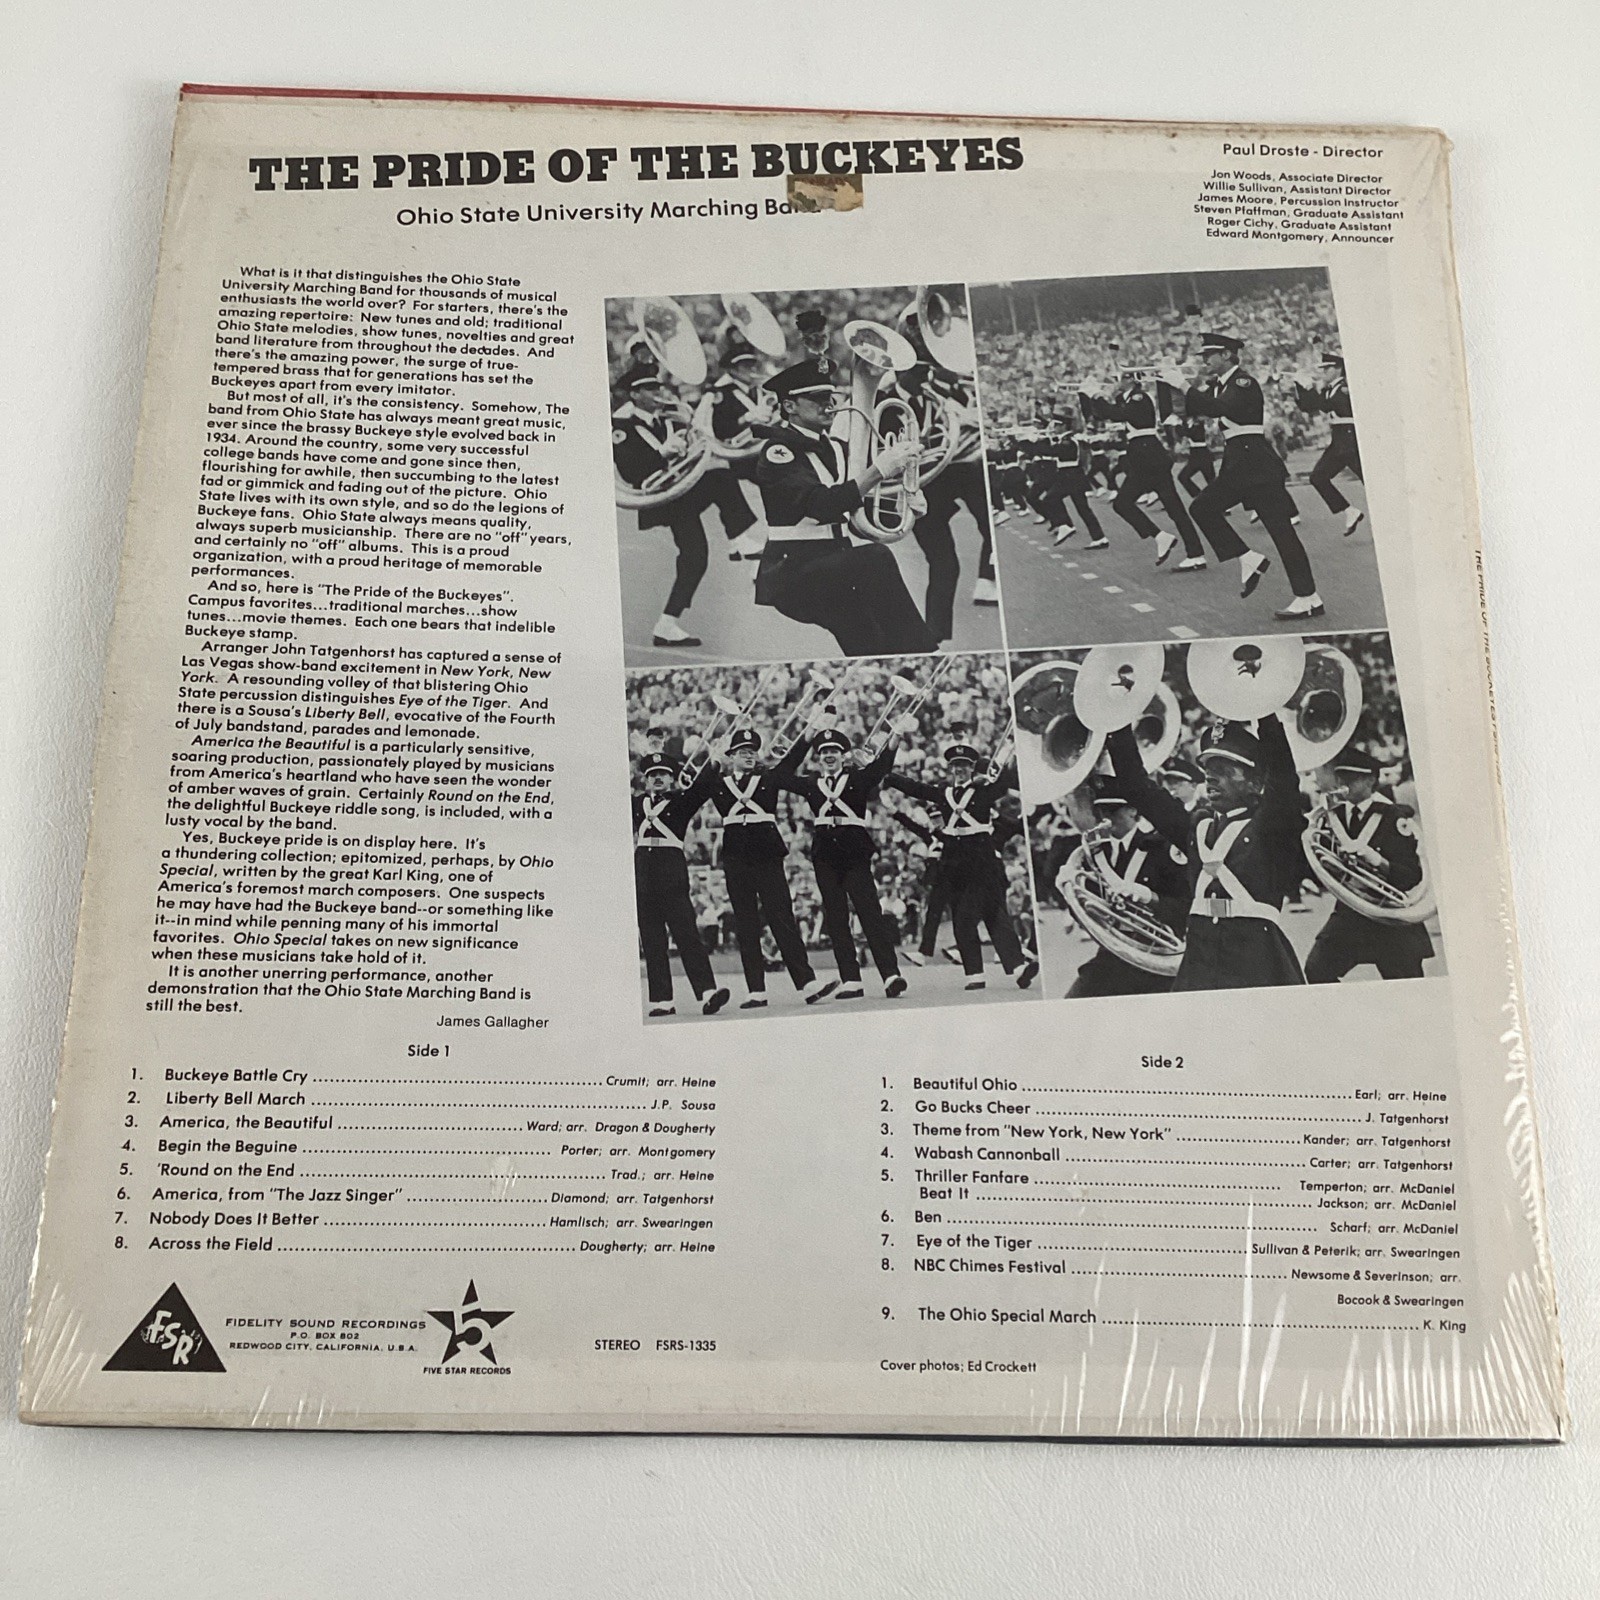 THE PRIDE OF THE BUCKEYES
Ohio State University Marching Band
Paul Droste - Director
Jon Woods, Associate Director
Willie Sullivan, Assistant Director
James Moore, Percussion Instructor
Steven Pfaffman, Graduate Assistant
Roger Cichy, Graduate Assistant
Edward Montgomery, Announcer
What is it that distinguishes the Ohio State
University Marching Band for thousands of musical
enthusiasts the world over? For starters, there's the
amazing repertoire: New tunes and old; traditional
Ohio State melodies, show tunes, novelties and great
band literature from throughout the decades. And
there's the amazing power, the surge of true-
tempered brass that for generations has set the
Buckeyes apart from every imitator.
But most of all, it's the consistency. Somehow, The
band from Ohio State has always meant great music,
ever since the brassy Buckeye style evolved back in
1934. Around the country, some very successful
college bands have come and gone since then,
flourishing for awhile, then succumbing to the latest
fad or gimmick and fading out of the picture. Ohio
State lives with its own style, and so do the legions of
Buckeye fans. Ohio State always means quality,
always superb musicianship. There are no "off" years,
and certainly no "off" albums. This is a proud
organization, with a proud heritage of memorable
performances.
And so, here is "The Pride of the Buckeyes".
Campus favorites...traditional marches...show
tunes...movie themes. Each one bears that indelible
Buckeye stamp.
Arranger John Tatgenhorst has captured a sense of
Las Vegas show-band excitement in New York, New
York. A resounding volley of that blistering Ohio
State percussion distinguishes Eye of the Tiger. And
there is a Sousa's Liberty Bell, evocative of the Fourth
of July bandstand, parades and lemonade.
America the Beautiful is a particularly sensitive,
soaring production, passionately played by musicians
from America's heartland who have seen the wonder
of amber waves of grain. Certainly Round on the End,
the delightful Buckeye riddle song, is included, with a
lusty vocal by the band.
Yes, Buckeye pride is on display here. It's
a thundering collection; epitomized, perhaps, by Ohio
Special, written by the great Karl King, one of
America's foremost march composers. One suspects
he may have had the Buckeye band--or something like
it--in mind while penning many of his immortal
favorites. Ohio Special takes on new significance
when these musicians take hold of it.
It is another unerring performance, another
demonstration that the Ohio State Marching Band is
still the best.
James Gallagher
Side 1
1. Buckeye Battle Cry ........ Crumit; arr. Heine
2. Liberty Bell March ........ J.P. Sousa
3. America, the Beautiful ........ Ward; arr. Dragon & Dougherty
4. Begin the Beguine ........ Porter; arr. Montgomery
5. 'Round on the End ........ Trad.; arr. Heine
6. America, from "The Jazz Singer" ........ Diamond; arr. Tatgenhorst
7. Nobody Does It Better ........ Hamlisch; arr. Swearingen
8. Across the Field ........ Dougherty; arr. Heine
Side 2
1. Beautiful Ohio ........ Earl; arr. Heine
2. Go Bucks Cheer ........ J. Tatgenhorst
3. Theme from "New York, New York" ........ Kander; arr. Tatgenhorst
4. Wabash Cannonball ........ Carter; arr. Tatgenhorst
5. Thriller Fanfare ........ Temperton; arr. McDaniel
Beat It ........ Jackson; arr. McDaniel
6. Ben ........ Scharf; arr. McDaniel
7. Eye of the Tiger ........ Sullivan & Peterik; arr. Swearingen
8. NBC Chimes Festival ........ Newsome & Severinson; arr.
Bocook & Swearingen
9. The Ohio Special March ........ K. King
FSR
FIDELITY SOUND RECORDINGS
P.O. BOX 802
REDWOOD CITY, CALIFORNIA, U.S.A.
5
FIVE STAR RECORDS
STEREO FSRS-1335
Cover photos; Ed Crockett
THE PRIDE OF THE BUCKEYES